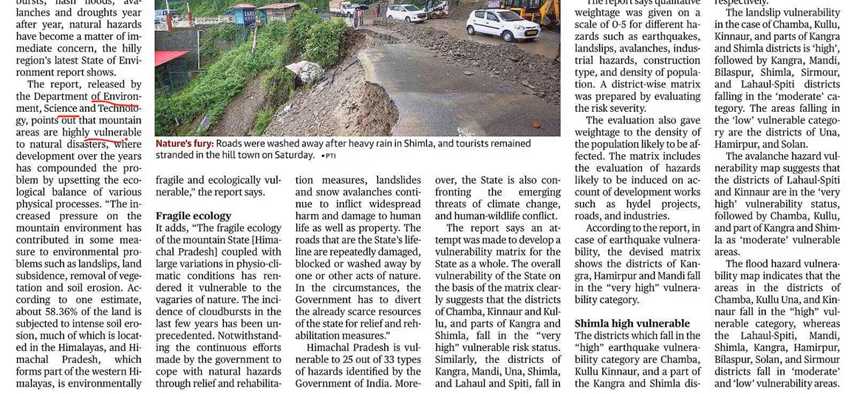 bursts, flash floods, ava-
lanches and droughts year
after year, natural hazards
have become a matter of im-
mediate concern, the hilly
region's latest State of Envi-
ronment report shows.
The report, released by
the Department of Environ-
ment, Science and Technolo-
gy, points out that mountain
areas are highly vulnerable
to natural disasters, where
development over the years
has compounded the pro-
blem by upsetting the eco-
logical balance of various
physical processes. "The in-
creased pressure on the
mountain environment has
contributed in some mea-
sure to environmental pro-
blems such as landslips, land
subsidence, removal of vege-
tation and soil erosion. Ac-
cording to one estimate,
about 58.36% of the land is
subjected to intense soil ero-
sion, much of which is locat-
ed in the Himalayas, and Hi-
machal Pradesh, which
forms part of the western Hi-
malayas, is environmentally
Nature's fury: Roads were washed away after heavy rain in Shimla, and tourists remained
stranded in the hill town on Saturday. •PTI
fragile and ecologically vul-
nerable," the report says.
Fragile ecology
It adds, "The fragile ecology
of the mountain State [Hima-
chal Pradesh] coupled with
large variations in physio-cli-
matic conditions has ren-
dered it vulnerable to the
vagaries of nature. The inci-
dence of cloudbursts in the
last few years has been un-
precedented. Notwithstand-
ing the continuous efforts
made by the government to
cope with natural hazards
through relief and rehabilita-
tion measures, landslides
and snow avalanches contin-
ue to inflict widespread
harm and damage to human
life as well as property. The
roads that are the State's life-
line are repeatedly damaged,
blocked or washed away by
one or other acts of nature.
In the circumstances, the
Government has to divert
the already scarce resources
of the state for relief and reh-
abilitation measures."
Himachal Pradesh is vul-
nerable to 25 out of 33 types
of hazards identified by the
Government of India. More-
over, the State is also con-
fronting the emerging
threats of climate change,
and human-wildlife conflict.
The report says an at-
tempt was made to develop a
vulnerability matrix for the
State as a whole. The overall
vulnerability of the State on
the basis of the matrix clear-
ly suggests that the districts
of Chamba, Kinnaur and Kul-
lu, and parts of Kangra and
Shimla, fall in the "very
high" vulnerable risk status.
Similarly, the districts of
Kangra, Mandi, Una, Shimla,
and Lahaul and Spiti, fall in
The report says qualitative
weightage was given on a
scale of 0-5 for different ha-
zards such as earthquakes,
landslips, avalanches, indus-
trial hazards, construction
type, and density of popula-
tion. A district-wise matrix
was prepared by evaluating
the risk severity.
The evaluation also gave
weightage to the density of
the population likely to be af-
fected. The matrix includes
the evaluation of hazards
likely to be induced on ac-
count of development works
such as hydel projects,
roads, and industries.
According to the report, in
case of earthquake vulnera-
bility, the devised matrix
shows the districts of Kan-
gra, Hamirpur and Mandi fall
in the "very high" vulnera-
bility category.
Shimla high vulnerable
The districts which fall in the
"high" earthquake vulnera-
bility category are Chamba,
Kullu Kinnaur, and a part of
the Kangra and Shimla dis-
respectively.
The landslip vulnerability
in the case of Chamba, Kullu,
Kinnaur, and parts of Kangra
and Shimla districts is 'high',
followed by Kangra, Mandi,
Bilaspur, Shimla, Sirmour,
and Lahaul-Spiti districts
falling in the 'moderate' ca-
tegory. The areas falling in
the 'low' vulnerable catego-
ry are the districts of Una,
Hamirpur, and Solan.
The avalanche hazard vul-
nerability map suggests that
the districts of Lahaul-Spiti
and Kinnaur are in the 'very
high' vulnerability status,
followed by Chamba, Kullu,
and part of Kangra and Shim-
la as 'moderate' vulnerable
areas.
The flood hazard vulnera-
bility map indicates that the
areas in the districts of
Chamba, Kullu Una, and Kin-
naur fall in the "high" vul-
nerable category, whereas
the Lahaul-Spiti, Mandi,
Shimla, Kangra, Hamirpur,
Bilaspur, Solan, and Sirmour
districts fall in 'moderate'
and 'low' vulnerability areas.